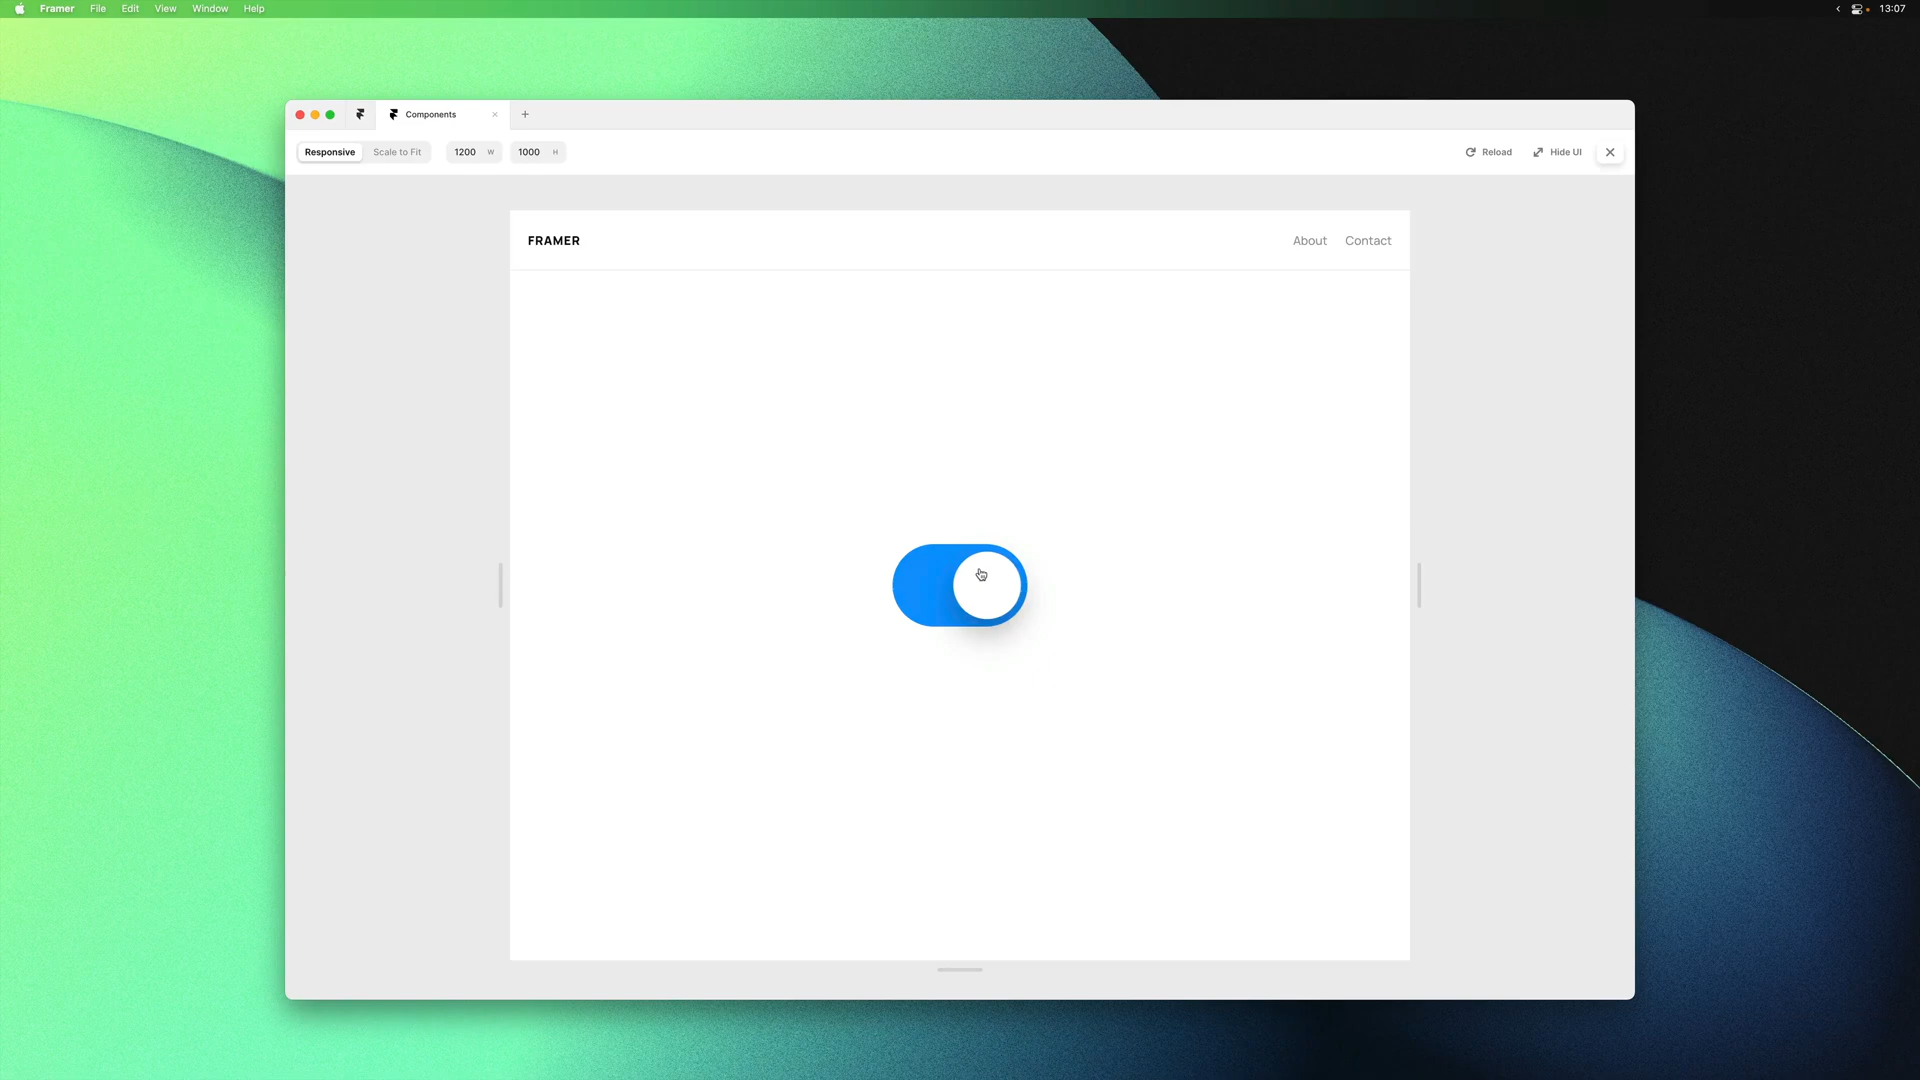 Framer File Edit View Window Help 13:07
Components
Responsive Scale to Fit 1200 W 1000 H Reload Hide UI
FRAMER About Contact